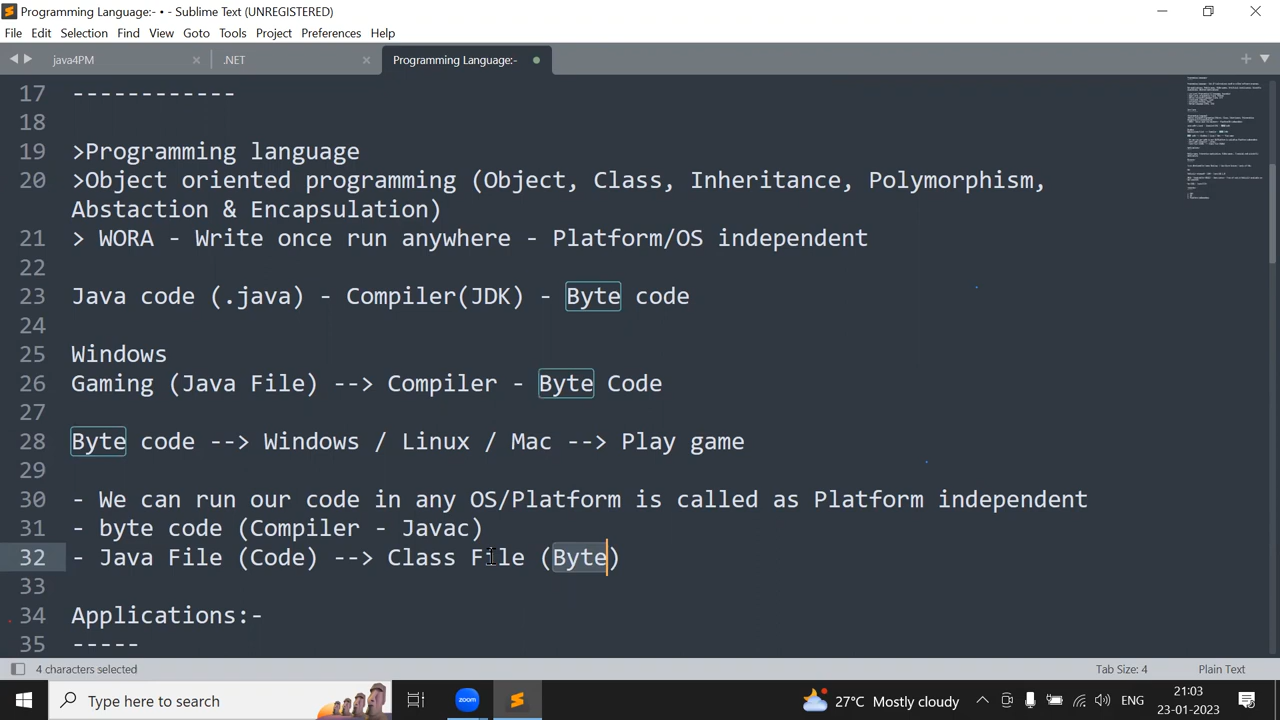 Programming Language:- • - Sublime Text (UNREGISTERED)
File Edit Selection Find View Goto Tools Project Preferences Help
java4PM .NET Programming Language:-
17 ------------
18
19 >Programming language
20 >Object oriented programming (Object, Class, Inheritance, Polymorphism,
Abstaction & Encapsulation)
21 > WORA - Write once run anywhere - Platform/OS independent
22
23 Java code (.java) - Compiler(JDK) - Byte code
24
25 Windows
26 Gaming (Java File) --> Compiler - Byte Code
27
28 Byte code --> Windows / Linux / Mac --> Play game
29
30 - We can run our code in any OS/Platform is called as Platform independent
31 - byte code (Compiler - Javac)
32 - Java File (Code) --> Class File (Byte)
33
34 Applications:-
35 -----
4 characters selected Tab Size: 4 Plain Text
Type here to search zoom 27°C Mostly cloudy ENG 21:03
23-01-2023